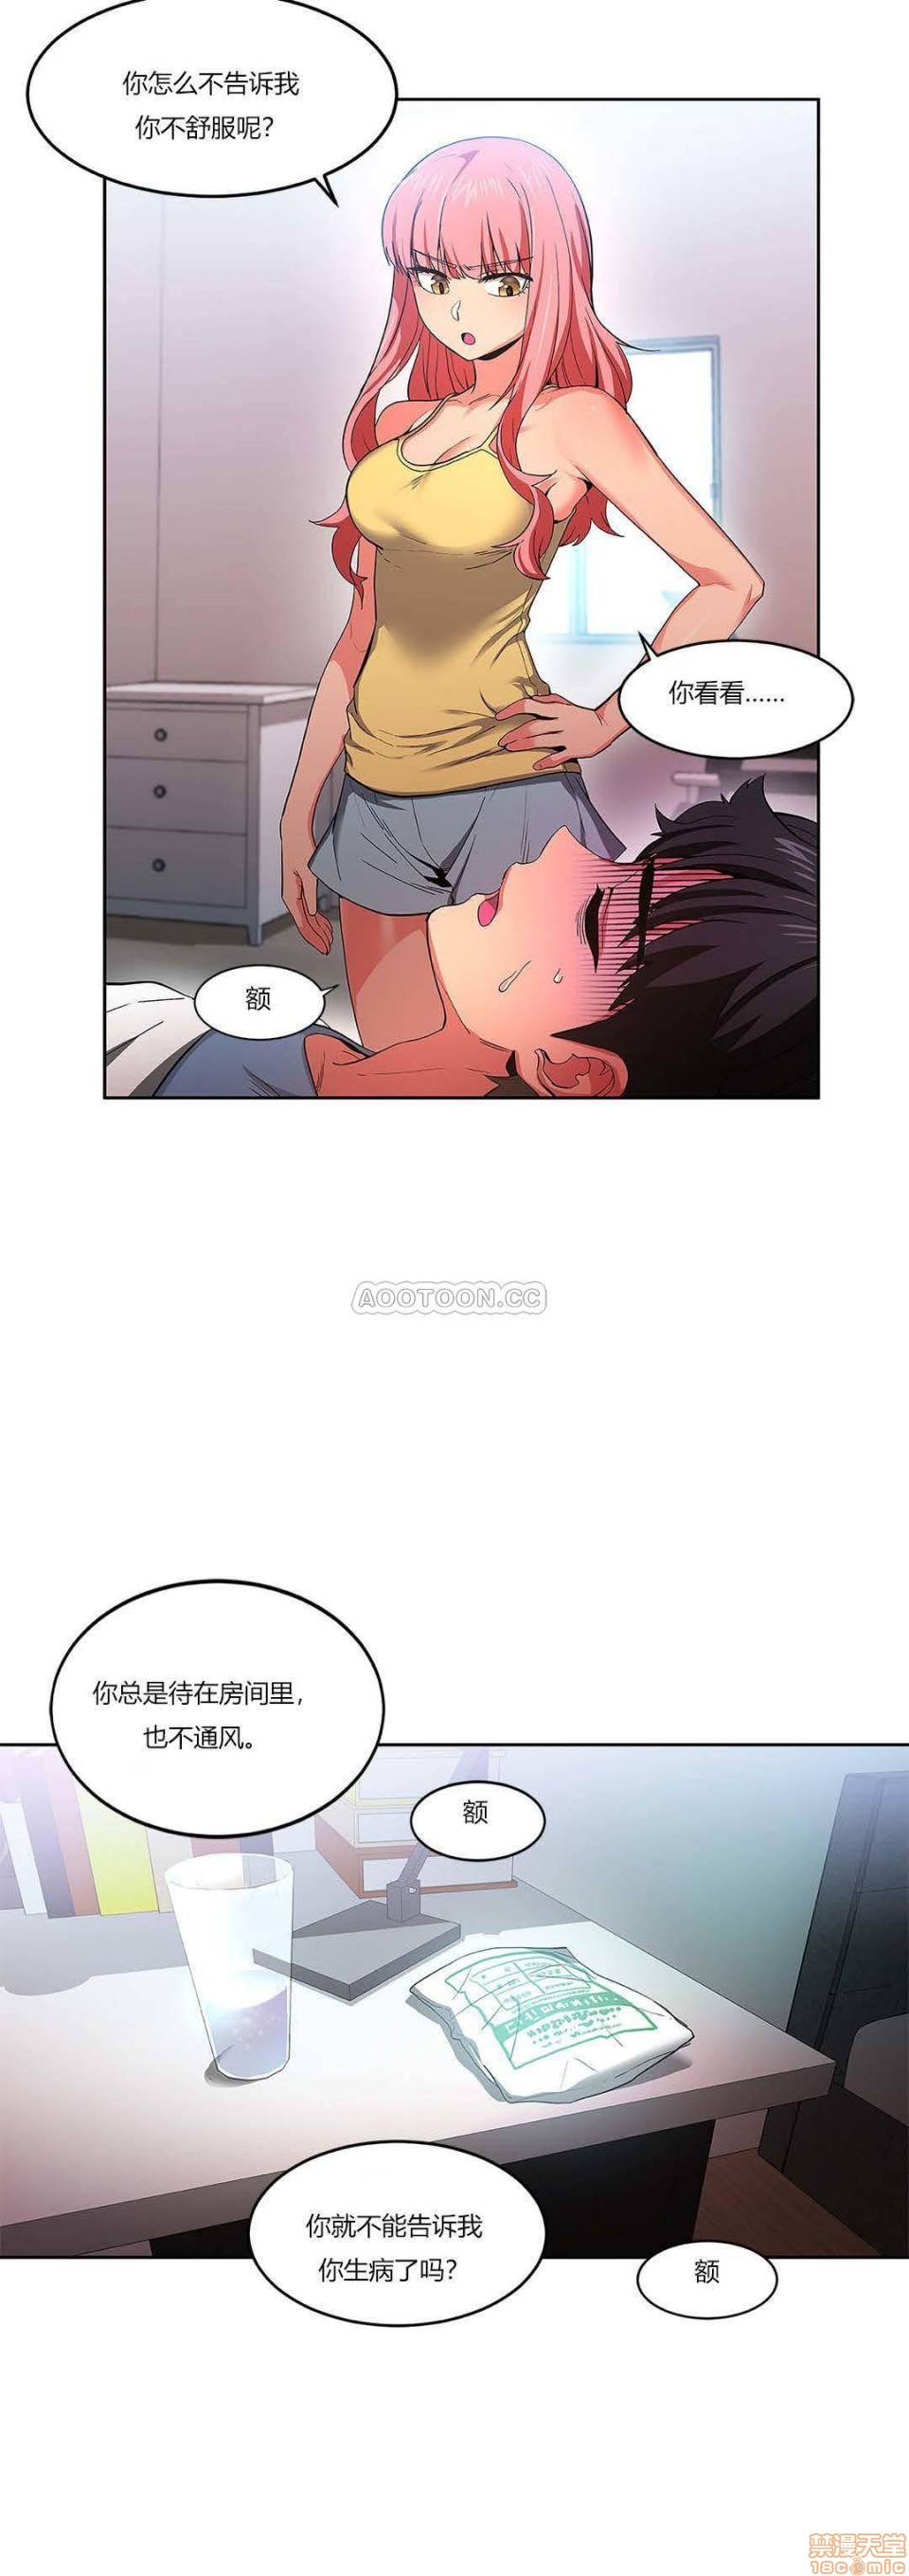 你怎么不告诉我
你不舒服呢？
你看看……
额
AOOTOON.CC
你总是待在房间里，
也不通风。
额
你就不能告诉我
你生病了吗？
额
禁漫天堂
18comic